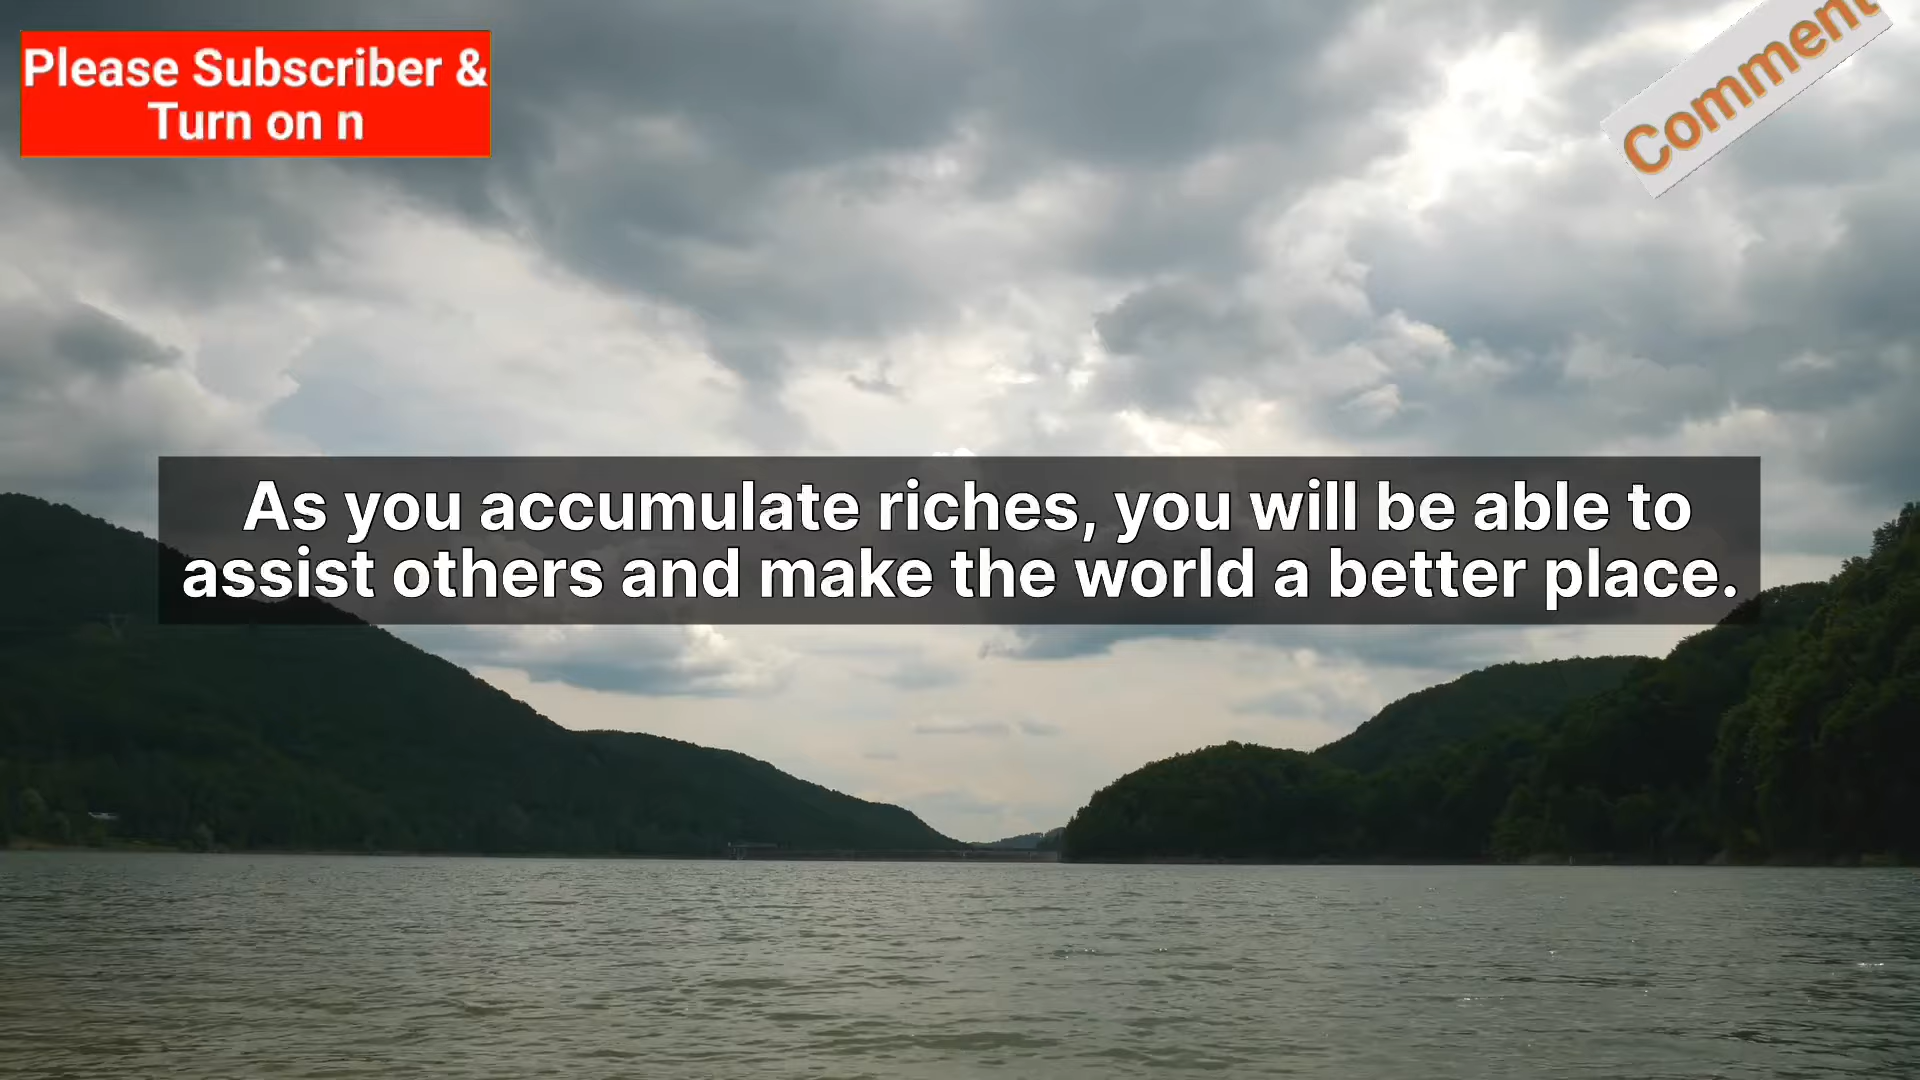 Please Subscriber &
Turn on n
Comment
As you accumulate riches, you will be able to
assist others and make the world a better place.